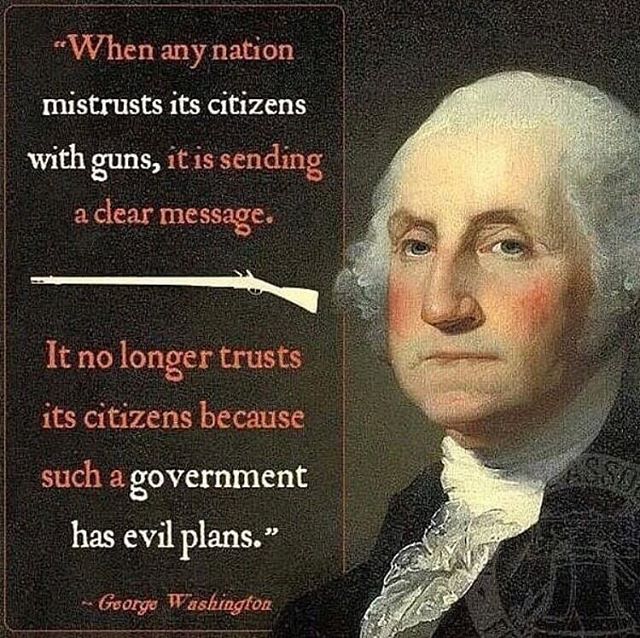 “When any nation
mistrusts its citizens
with guns, it is sending
a clear message.
It no longer trusts
its citizens because
such a government
has evil plans.”
~ George Washington